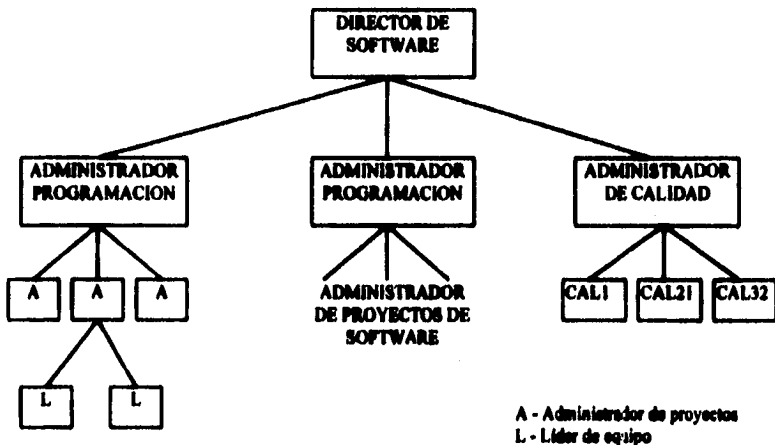 DIRECTOR DE
SOFTWARE
ADMINISTRADOR
PROGRAMACION
ADMINISTRADOR
PROGRAMACION
ADMINISTRADOR
DE CALIDAD
A
A
A
ADMINISTRADOR
DE PROYECTOS DE
SOFTWARE
CAL1
CAL21
CAL32
L
L
A - Administrador de proyectos
L - Líder de equipo